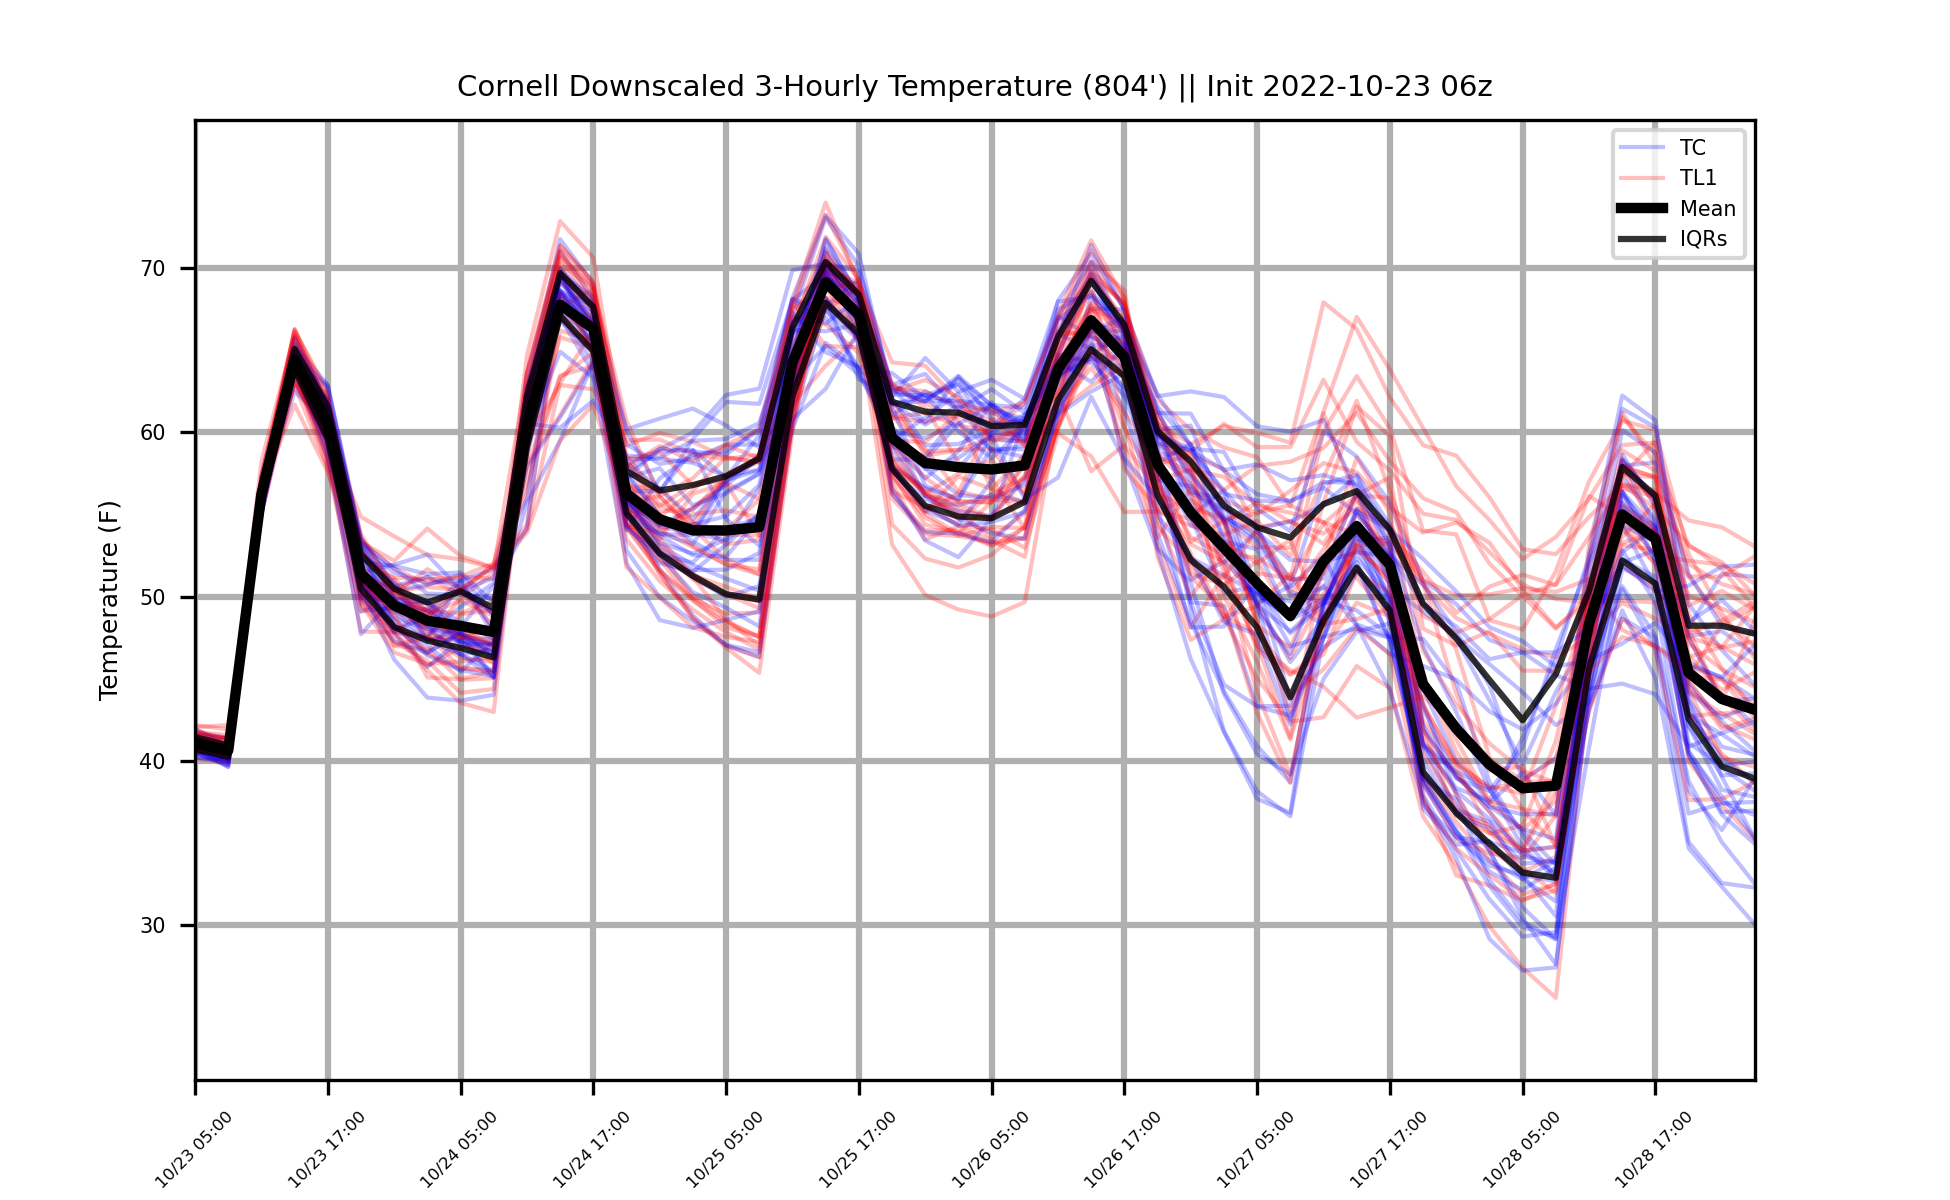 Cornell Downscaled 3-Hourly Temperature (804') || Init 2022-10-23 06z
TC
TL1
Mean
IQRs
Temperature (F)
70
60
50
40
30
10/23 05:00
10/23 17:00
10/24 05:00
10/24 17:00
10/25 05:00
10/25 17:00
10/26 05:00
10/26 17:00
10/27 05:00
10/27 17:00
10/28 05:00
10/28 17:00